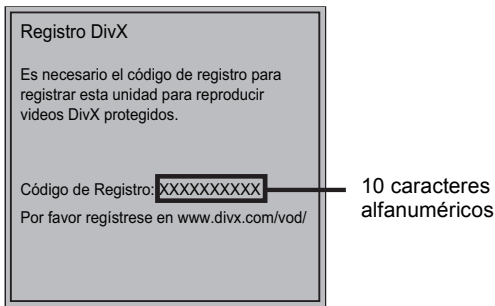 Registro DivX
Es necesario el código de registro para
registrar esta unidad para reproducir
videos DivX protegidos.
Código de Registro: XXXXXXXXXX
10 caracteres
alfanuméricos
Por favor regístrese en www.divx.com/vod/